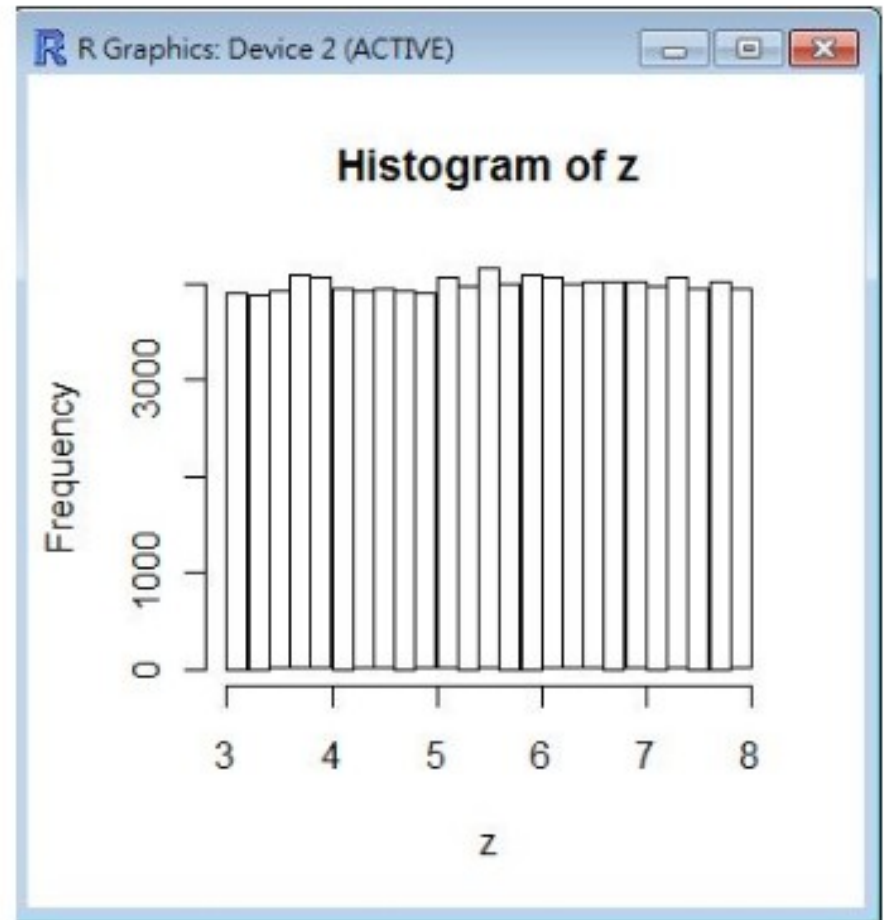 R R Graphics: Device 2 (ACTIVE)
Histogram of z
Frequency
3000
1000
0
3 4 5 6 7 8
z